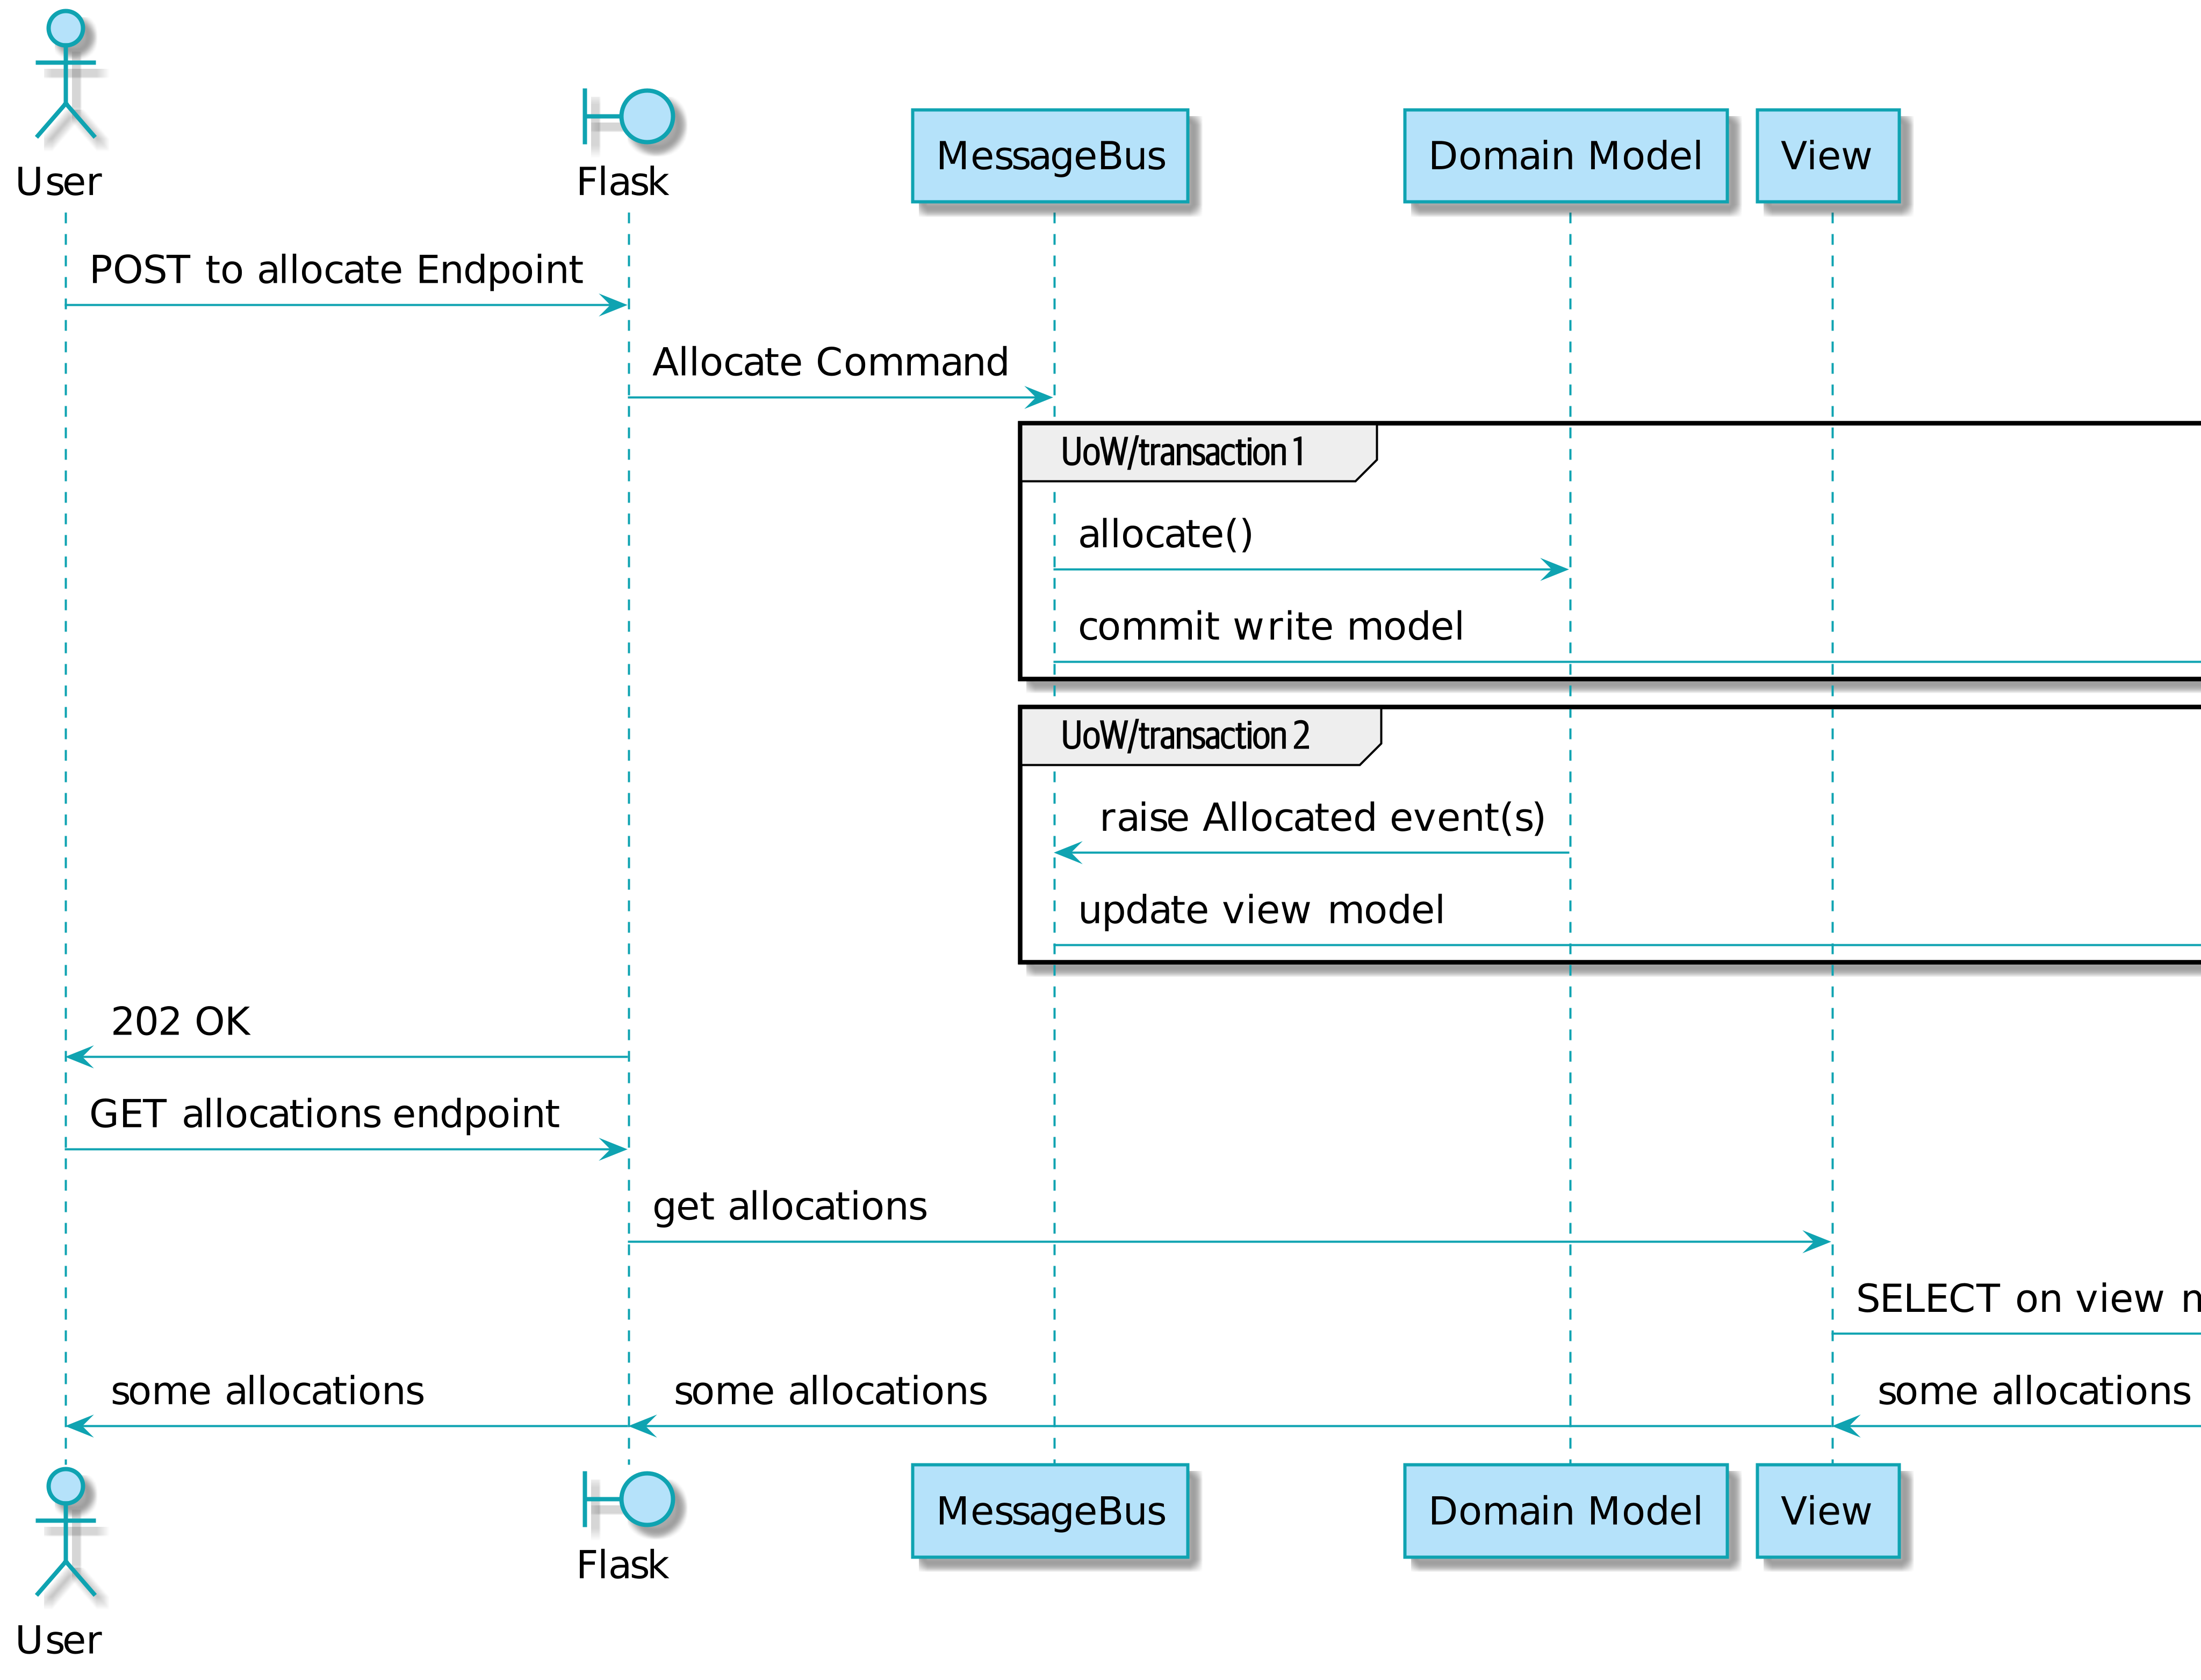 User
Flask
MessageBus
Domain Model
View
POST to allocate Endpoint
Allocate Command
UoW/transaction 1
allocate()
commit write model
UoW/transaction 2
raise Allocated event(s)
update view model
202 OK
GET allocations endpoint
get allocations
SELECT on view
some allocations
some allocations
some allocations
MessageBus
Domain Model
View
Flask
User